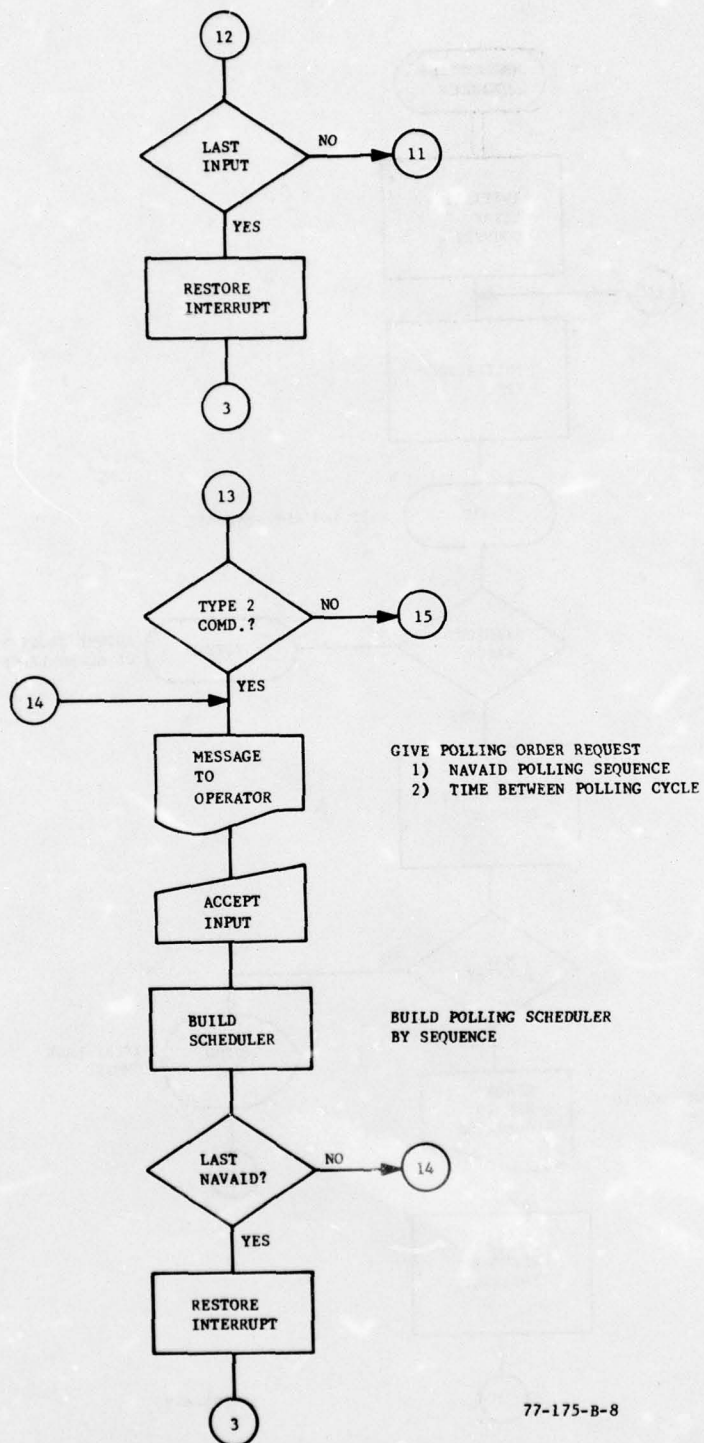 12
LAST
INPUT
NO
11
YES
RESTORE
INTERRUPT
3
13
TYPE 2
COMD.?
NO
15
YES
14
MESSAGE
TO
OPERATOR
GIVE POLLING ORDER REQUEST
1) NAVAID POLLING SEQUENCE
2) TIME BETWEEN POLLING CYCLE
ACCEPT
INPUT
BUILD
SCHEDULER
BUILD POLLING SCHEDULER
BY SEQUENCE
LAST
NAVAID?
NO
14
YES
RESTORE
INTERRUPT
3
77-175-B-8